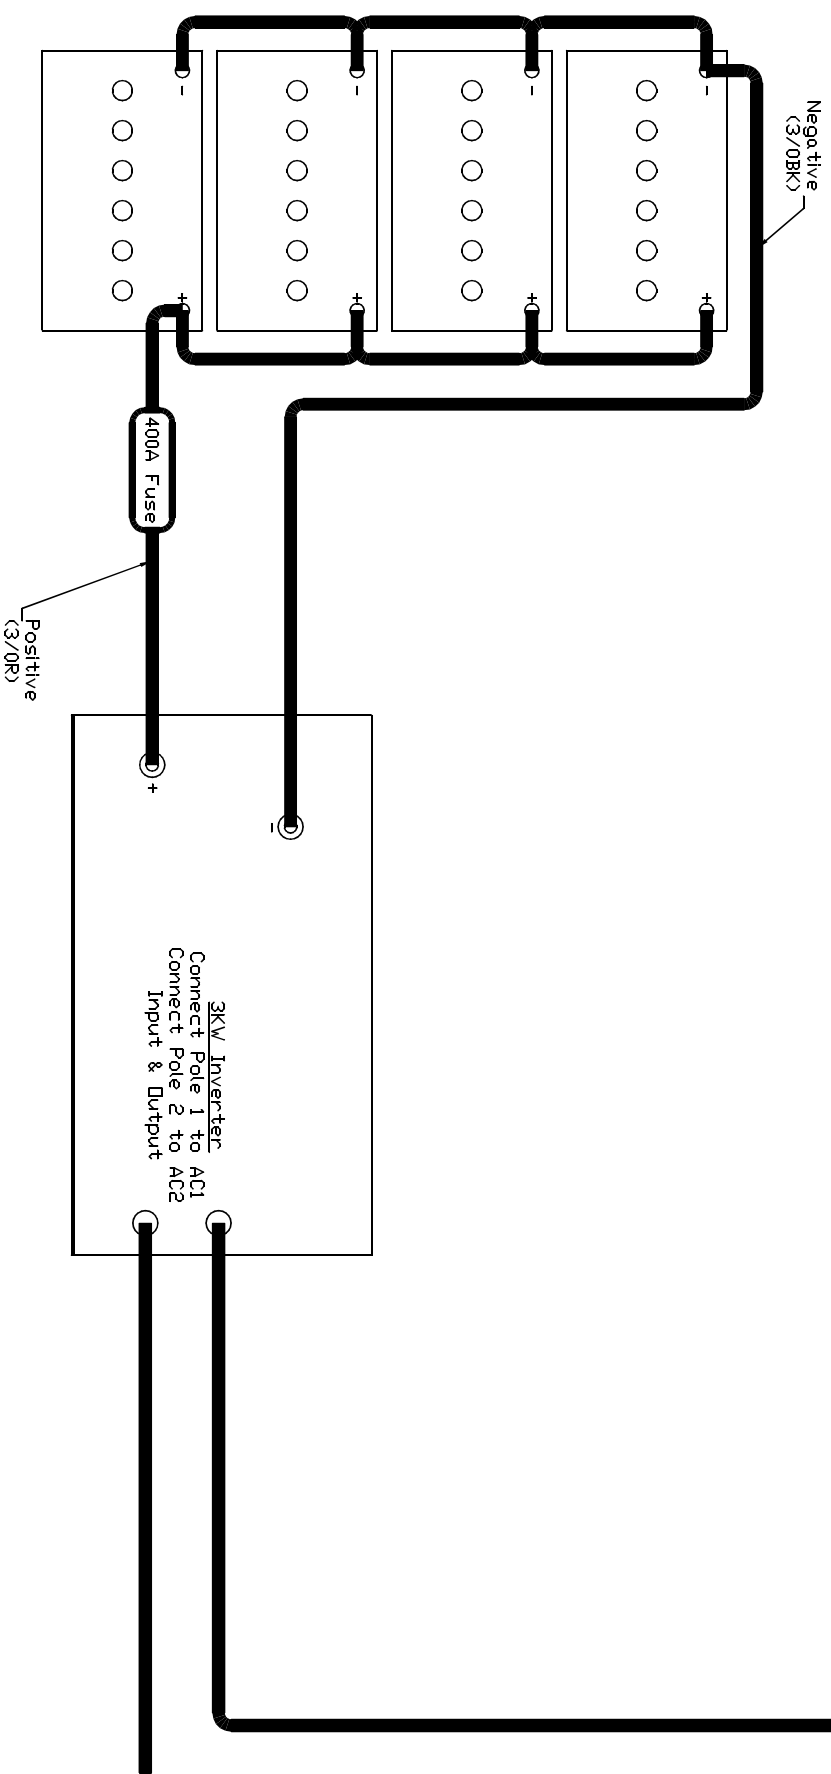 -
-
-
-
Negative
(3/0BK)
+
+
+
+
400A Fuse
Positive
(3/0R)
+
-
3KW Inverter
Connect Pole 1 to AC1
Connect Pole 2 to AC2
Input & Output